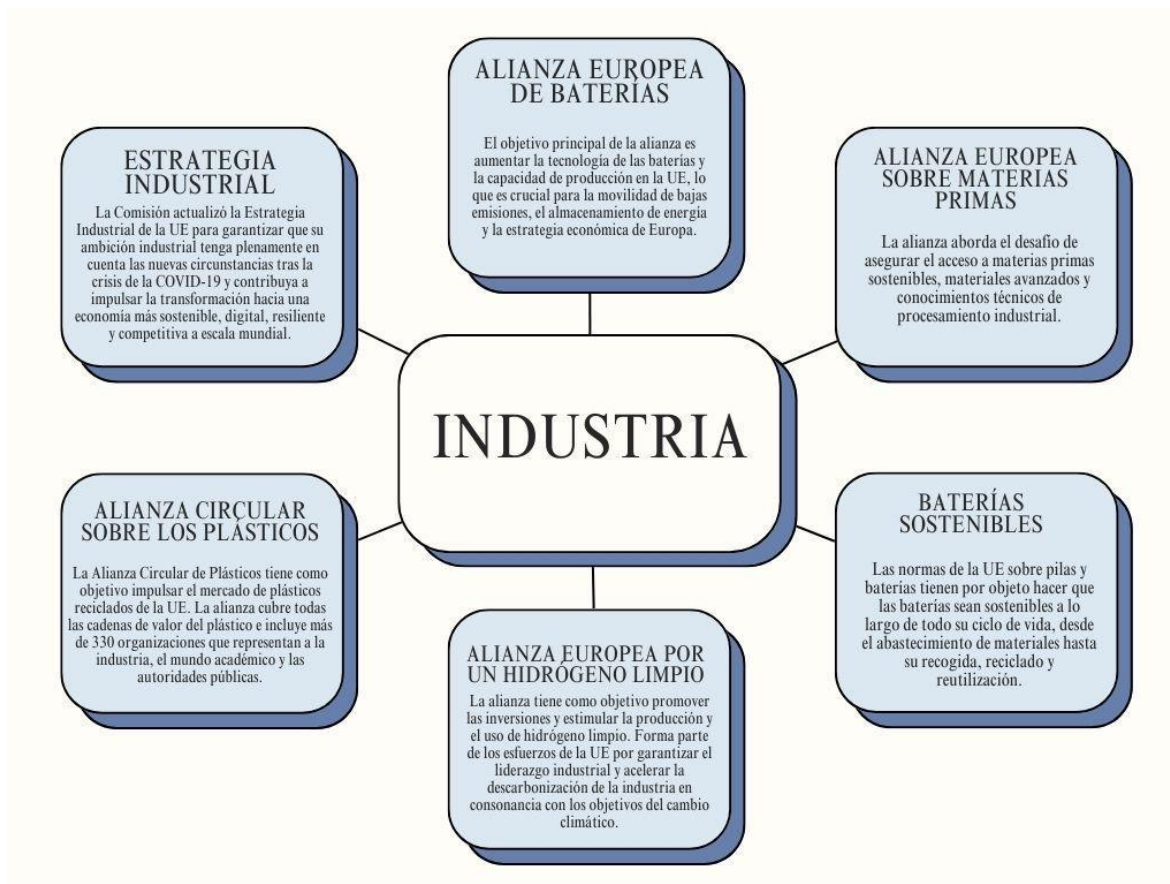 ALIANZA EUROPEA
DE BATERÍAS
El objetivo principal de la alianza es
aumentar la tecnología de las baterías y
la capacidad de producción en la UE, lo
que es crucial para la movilidad de bajas
emisiones, el almacenamiento de energía
y la estrategia económica de Europa.
ESTRATEGIA
INDUSTRIAL
La Comisión actualizó la Estrategia
Industrial de la UE para garantizar que su
ambición industrial tenga plenamente en
cuenta las nuevas circunstancias tras la
crisis de la COVID-19 y contribuya a
impulsar la transformación hacia una
economía más sostenible, digital, resiliente
y competitiva a escala mundial.
ALIANZA EUROPEA
SOBRE MATERIAS
PRIMAS
La alianza aborda el desafío de
asegurar el acceso a materias primas
sostenibles, materiales avanzados y
conocimientos técnicos de
procesamiento industrial.
INDUSTRIA
ALIANZA CIRCULAR
SOBRE LOS PLÁSTICOS
La Alianza Circular de Plásticos tiene como
objetivo impulsar el mercado de plásticos
reciclados de la UE. La alianza cubre todas
las cadenas de valor del plástico e incluye más
de 330 organizaciones que representan a la
industria, el mundo académico y las
autoridades públicas.
BATERÍAS
SOSTENIBLES
Las normas de la UE sobre pilas y
baterías tienen por objeto hacer que
las baterías sean sostenibles a lo
largo de todo su ciclo de vida, desde
el abastecimiento de materiales hasta
su recogida, reciclado y
reutilización.
ALIANZA EUROPEA POR
UN HIDRÓGENO LIMPIO
La alianza tiene como objetivo promover
las inversiones y estimular la producción y
el uso de hidrógeno limpio. Forma parte
de los esfuerzos de la UE por garantizar el
liderazgo industrial y acelerar la
descarbonización de la industria en
consonancia con los objetivos del cambio
climático.